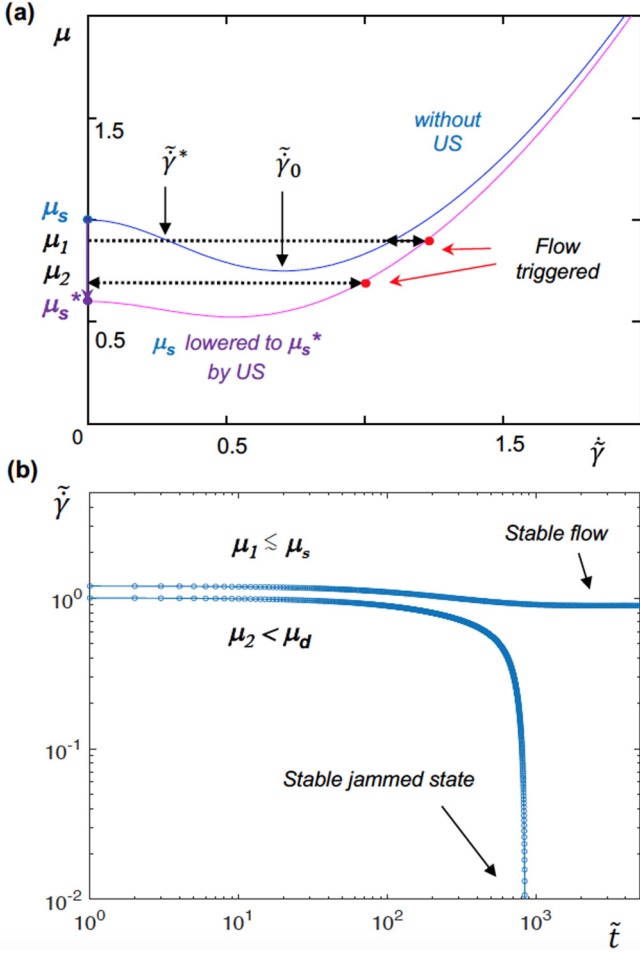 (a)
μ
1.5
without
US
γ̃̇*
γ̃̇₀
μₛ
μ₁
μ₂
μₛ*
Flow
triggered
0.5
μₛ lowered to μₛ*
by US
0
0.5
1
1.5
γ̃̇
(b)
γ̃̇
μ₁ ≲ μₛ
Stable flow
10⁰
μ₂ < μ_d
10⁻¹
Stable jammed state
10⁻²
10⁰
10¹
10²
10³
t̃